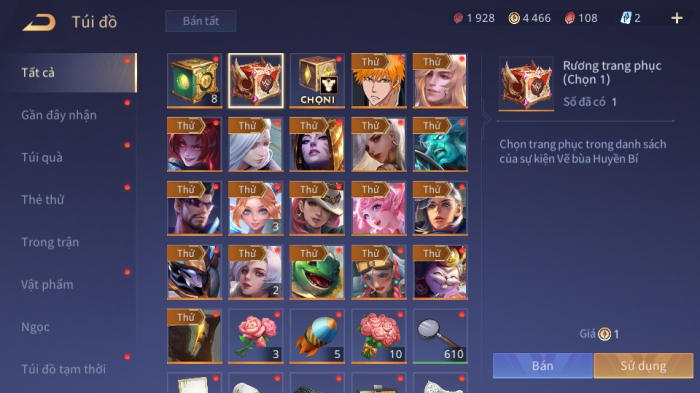 Túi đồ
Bán tất
1 928
4 466
108
2
Tất cả
Gần đây nhận
Túi quà
Thẻ thử
Trong trận
Vật phẩm
Ngọc
Túi đồ tạm thời
8
CHỌN1
Thử
Thử
Thử
Thử
Thử
Thử
Thử
Thử
Thử
3
Thử
Thử
Thử
Thử
Thử
2
Thử
Thử
Thử
Thử
3
5
10
610
Rương trang phục
(Chọn 1)
Số đã có 1
Chọn trang phục trong danh sách
của sự kiện Vẽ bùa Huyền Bí
Giá 1
Bán
Sử dụng